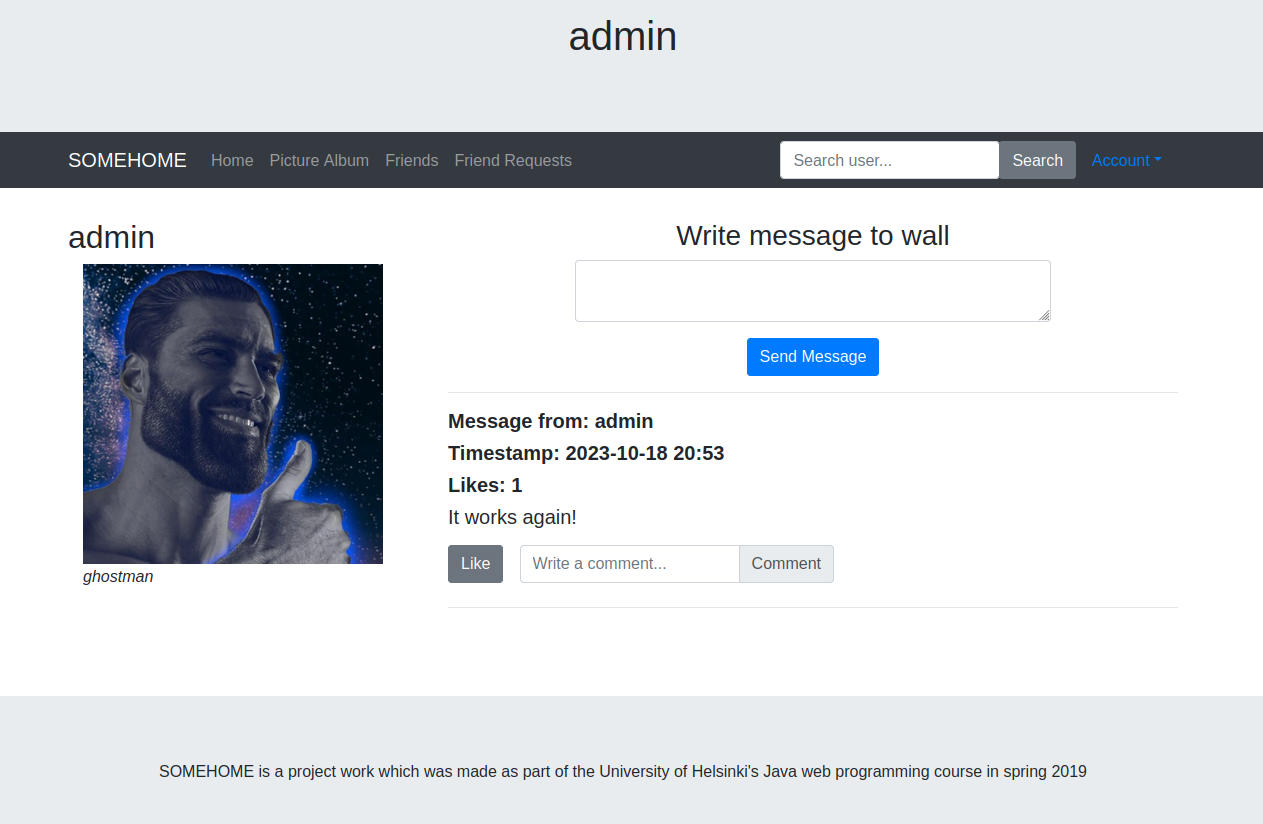 admin
SOMEHOME Home Picture Album Friends Friend Requests Search user... Search Account
admin
ghostman
Write message to wall
Send Message
Message from: admin
Timestamp: 2023-10-18 20:53
Likes: 1
It works again!
Like Write a comment... Comment
SOMEHOME is a project work which was made as part of the University of Helsinki's Java web programming course in spring 2019